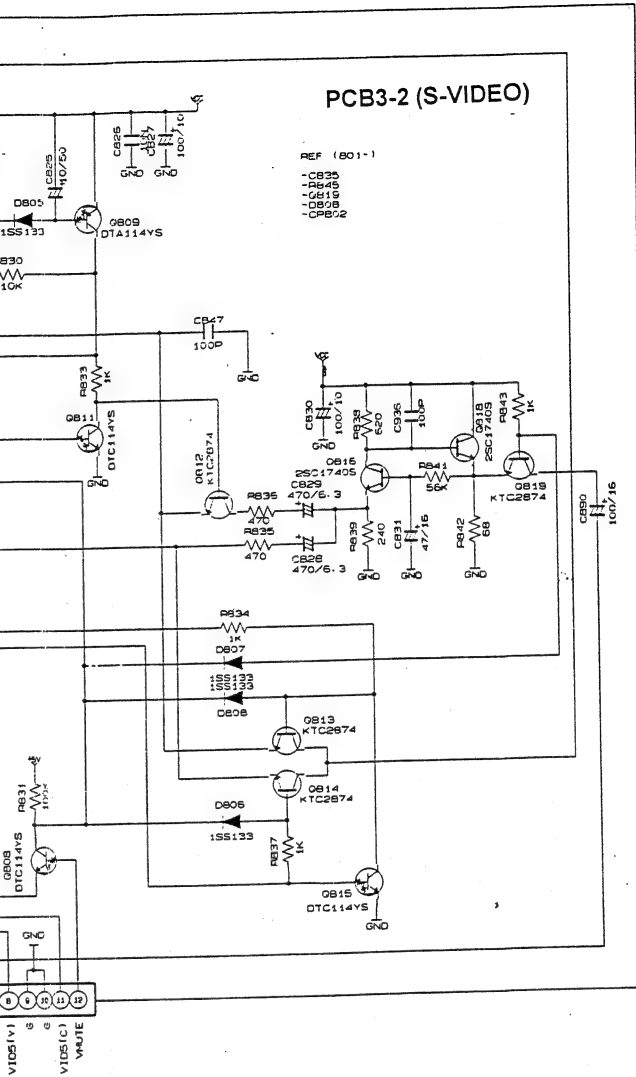 PCB3-2 (S-VIDEO)
REF (801-)
-C835
-R845
-Q819
-D808
-CP802
C825
10/50
C826
C827
100/10
GND
GND
D805
1SS133
Q809
DTA114YS
830
10K
C847
100P
GND
R833
1K
Q811
DTC114YS
GND
Q812
KTC2874
R836
470
C829
470/6.3
R835
470
C828
470/6.3
C830
100/10
GND
R838
620
C936
100P
Q818
2SC1740S
R843
1K
Q816
2SC1740S
R841
56K
Q819
KTC2874
C890
100/16
R839
240
GND
C831
47/16
GND
R842
68
GND
R834
1K
D807
1SS133
1SS133
D808
Q813
KTC2874
Q814
KTC2874
R831
D806
1SS133
R837
1K
Q808
DTC114YS
Q815
DTC114YS
GND
GND
8
9
10
11
12
VIDS(Y)
G
G
VIDS(C)
VMUTE